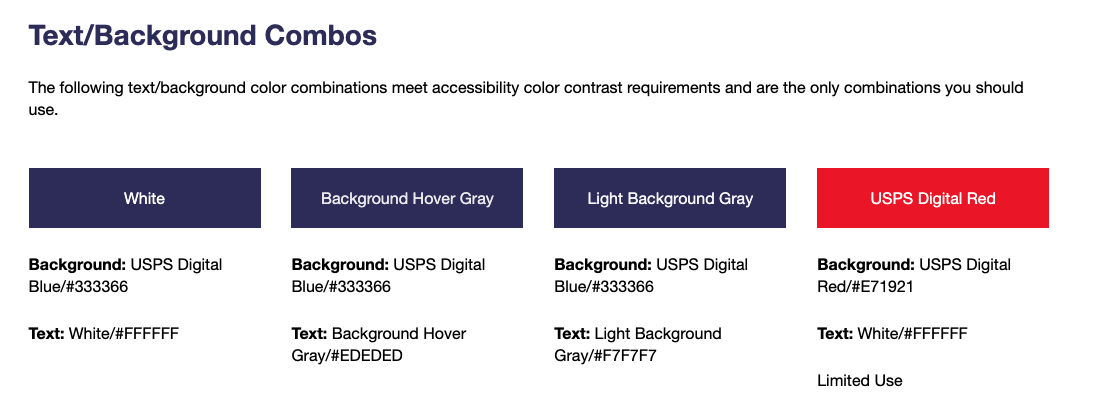 Text/Background Combos
The following text/background color combinations meet accessibility color contrast requirements and are the only combinations you should
use.
White
Background: USPS Digital
Blue/#333366
Text: White/#FFFFFF
Background Hover Gray
Background: USPS Digital
Blue/#333366
Text: Background Hover
Gray/#EDEDED
Light Background Gray
Background: USPS Digital
Blue/#333366
Text: Light Background
Gray/#F7F7F7
USPS Digital Red
Background: USPS Digital
Red/#E71921
Text: White/#FFFFFF
Limited Use